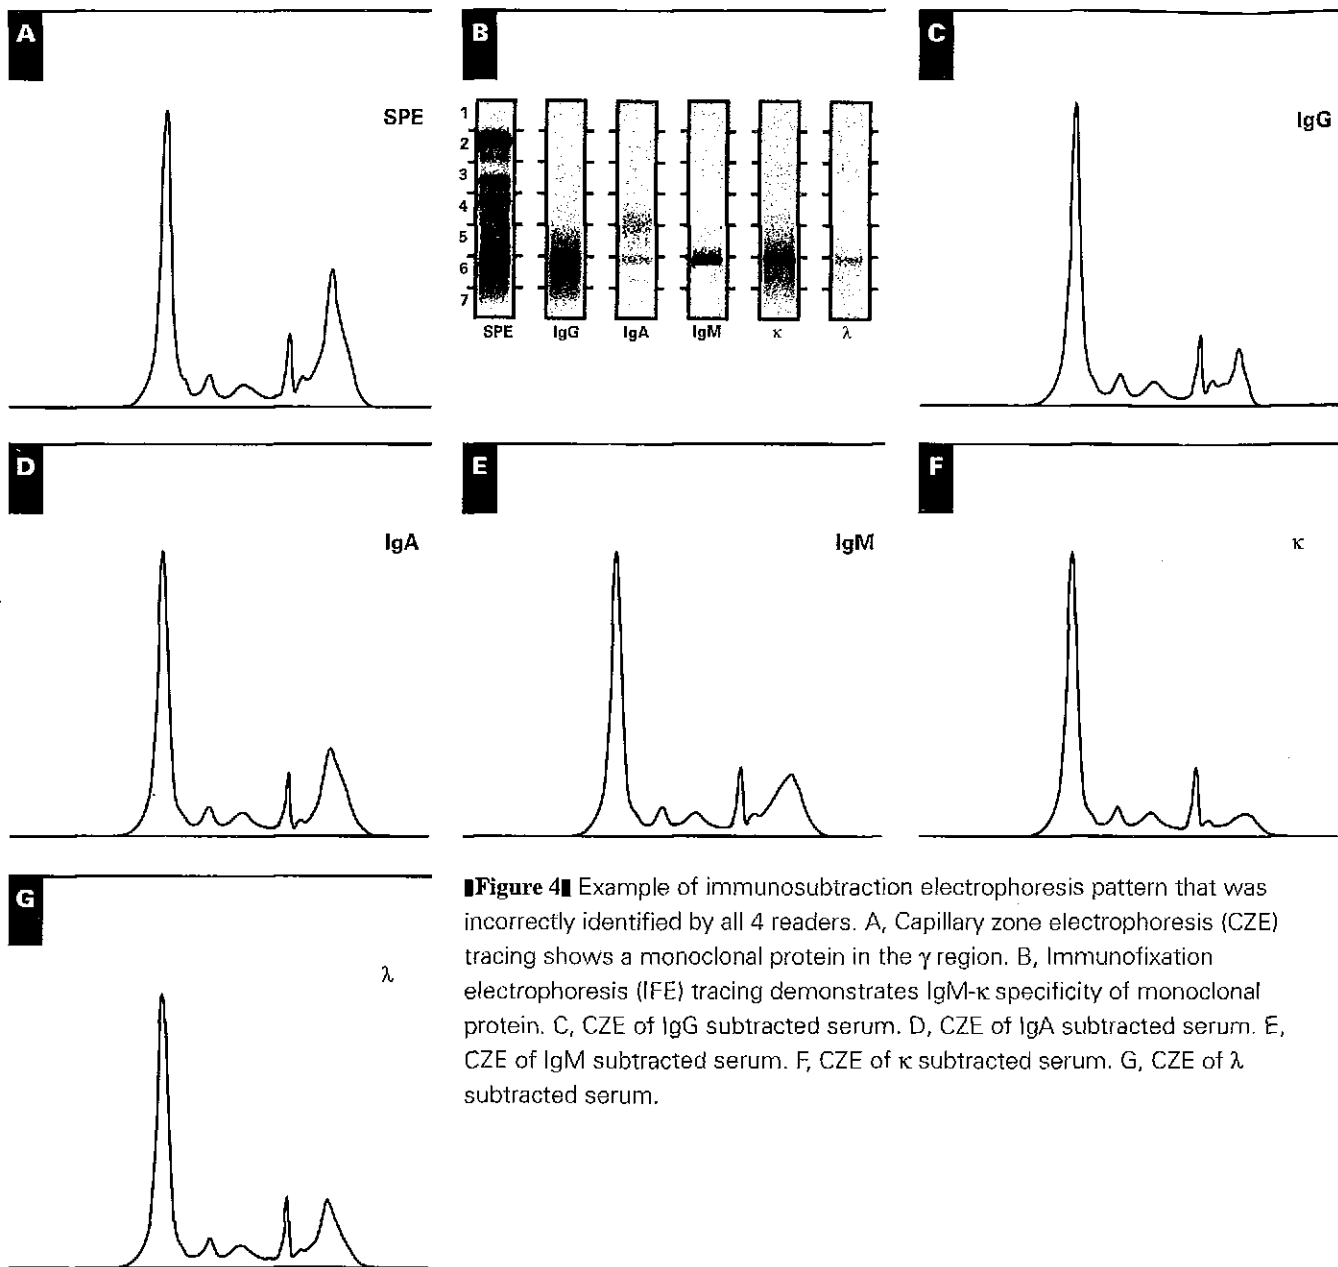 A
SPE
B
1
2
3
4
5
6
7
SPE IgG IgA IgM κ λ
C
IgG
D
IgA
E
IgM
F
κ
G
λ
Figure 4 Example of immunosubtraction electrophoresis pattern that was
incorrectly identified by all 4 readers. A, Capillary zone electrophoresis (CZE)
tracing shows a monoclonal protein in the γ region. B, Immunofixation
electrophoresis (IFE) tracing demonstrates IgM-κ specificity of monoclonal
protein. C, CZE of IgG subtracted serum. D, CZE of IgA subtracted serum. E,
CZE of IgM subtracted serum. F, CZE of κ subtracted serum. G, CZE of λ
subtracted serum.